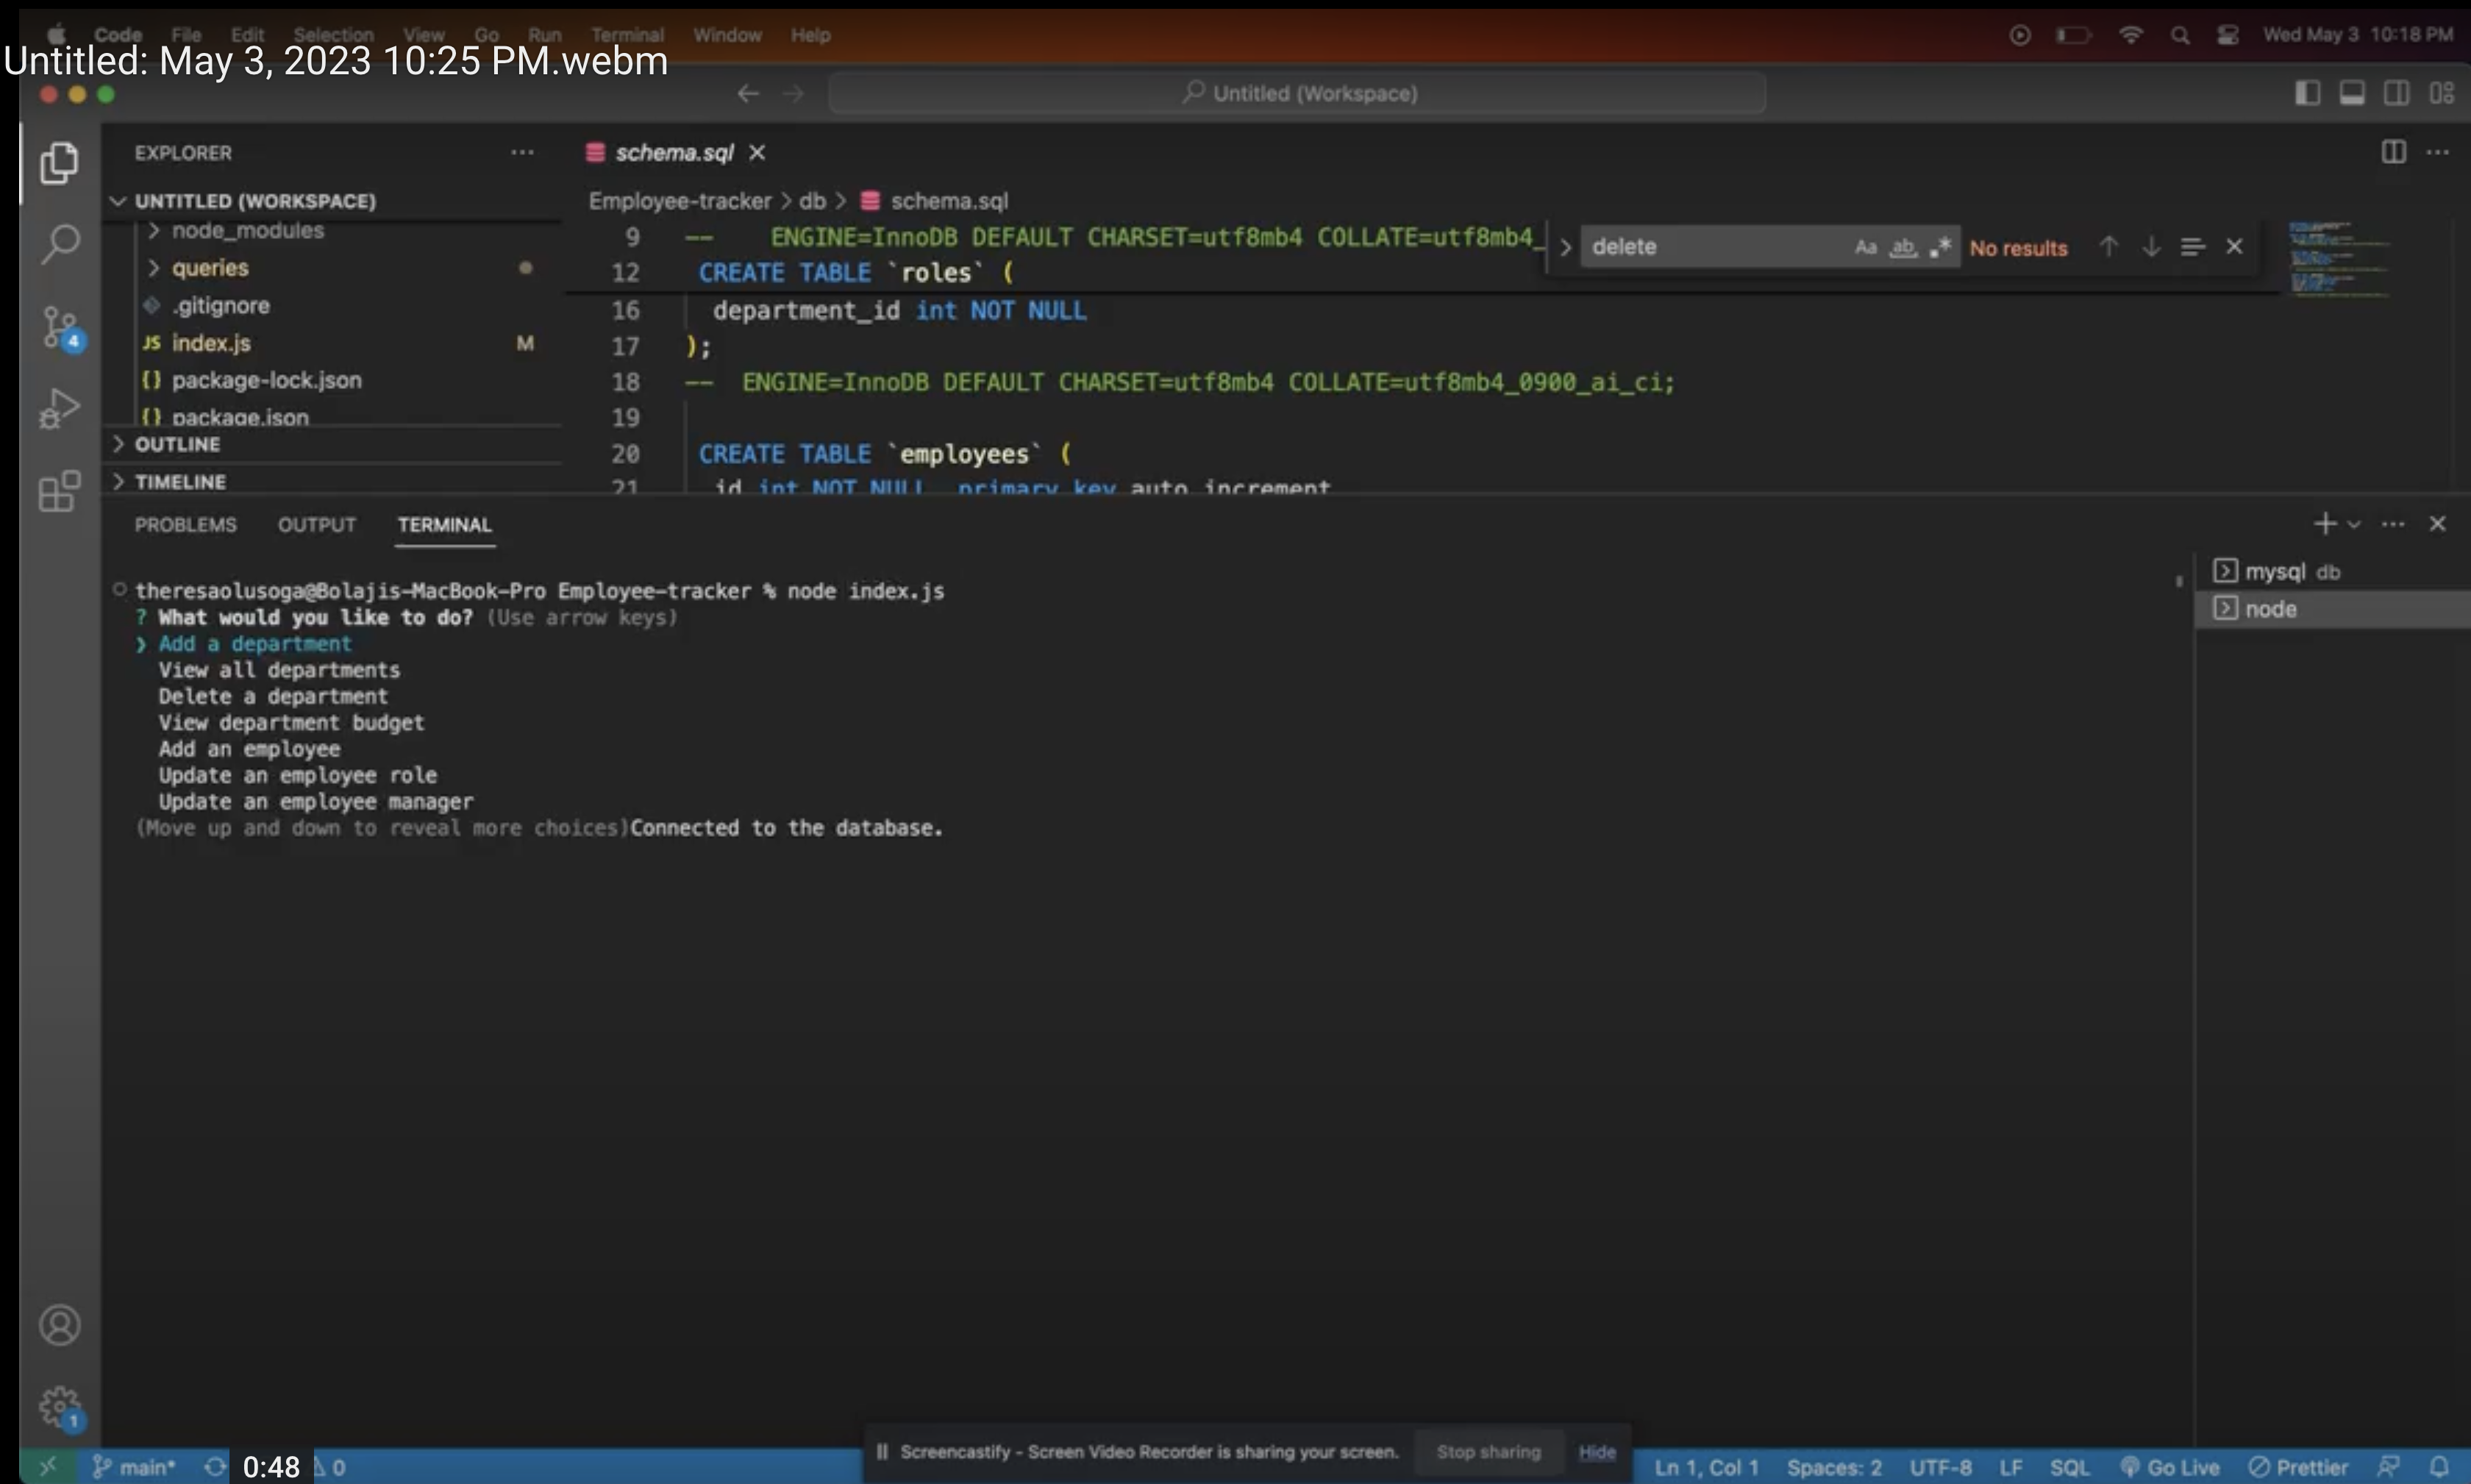 Code File Edit Selection View Go Run Terminal Window Help Wed May 3 10:18 PM
Untitled: May 3, 2023 10:25 PM.webm
Untitled (Workspace)
EXPLORER
schema.sql
UNTITLED (WORKSPACE)
Employee-tracker > db > schema.sql
node_modules
queries
.gitignore
JS index.js M
{} package-lock.json
{} package.json
OUTLINE
TIMELINE
4
9 -- ENGINE=InnoDB DEFAULT CHARSET=utf8mb4 COLLATE=utf8mb4_
12 CREATE TABLE `roles` (
16 department_id int NOT NULL
17 );
18 -- ENGINE=InnoDB DEFAULT CHARSET=utf8mb4 COLLATE=utf8mb4_0900_ai_ci;
19
20 CREATE TABLE `employees` (
21 id int NOT NULL primary key auto_increment
delete Aa ab No results
PROBLEMS OUTPUT TERMINAL
mysql db
node
theresaolusoga@Bolajis-MacBook-Pro Employee-tracker % node index.js
? What would you like to do? (Use arrow keys)
❯ Add a department
View all departments
Delete a department
View department budget
Add an employee
Update an employee role
Update an employee manager
(Move up and down to reveal more choices)Connected to the database.
1
Screencastify - Screen Video Recorder is sharing your screen. Stop sharing Hide
main* 0:48 0 Ln 1, Col 1 Spaces: 2 UTF-8 LF SQL Go Live Prettier